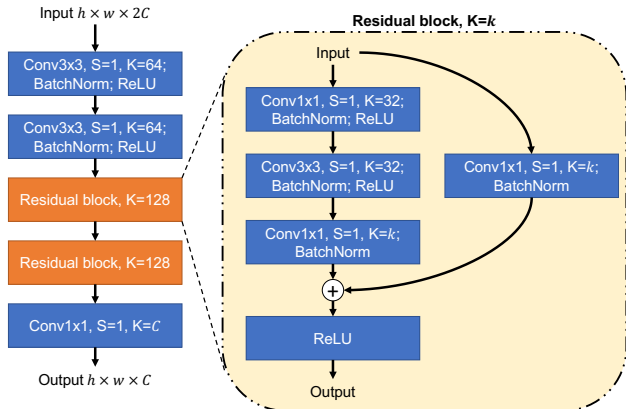 Input h × w × 2C
Conv3x3, S=1, K=64;
BatchNorm; ReLU
Conv3x3, S=1, K=64;
BatchNorm; ReLU
Residual block, K=128
Residual block, K=128
Conv1x1, S=1, K=C
Output h × w × C
Residual block, K=k
Input
Conv1x1, S=1, K=32;
BatchNorm; ReLU
Conv3x3, S=1, K=32;
BatchNorm; ReLU
Conv1x1, S=1, K=k;
BatchNorm
Conv1x1, S=1, K=k;
BatchNorm
+
ReLU
Output